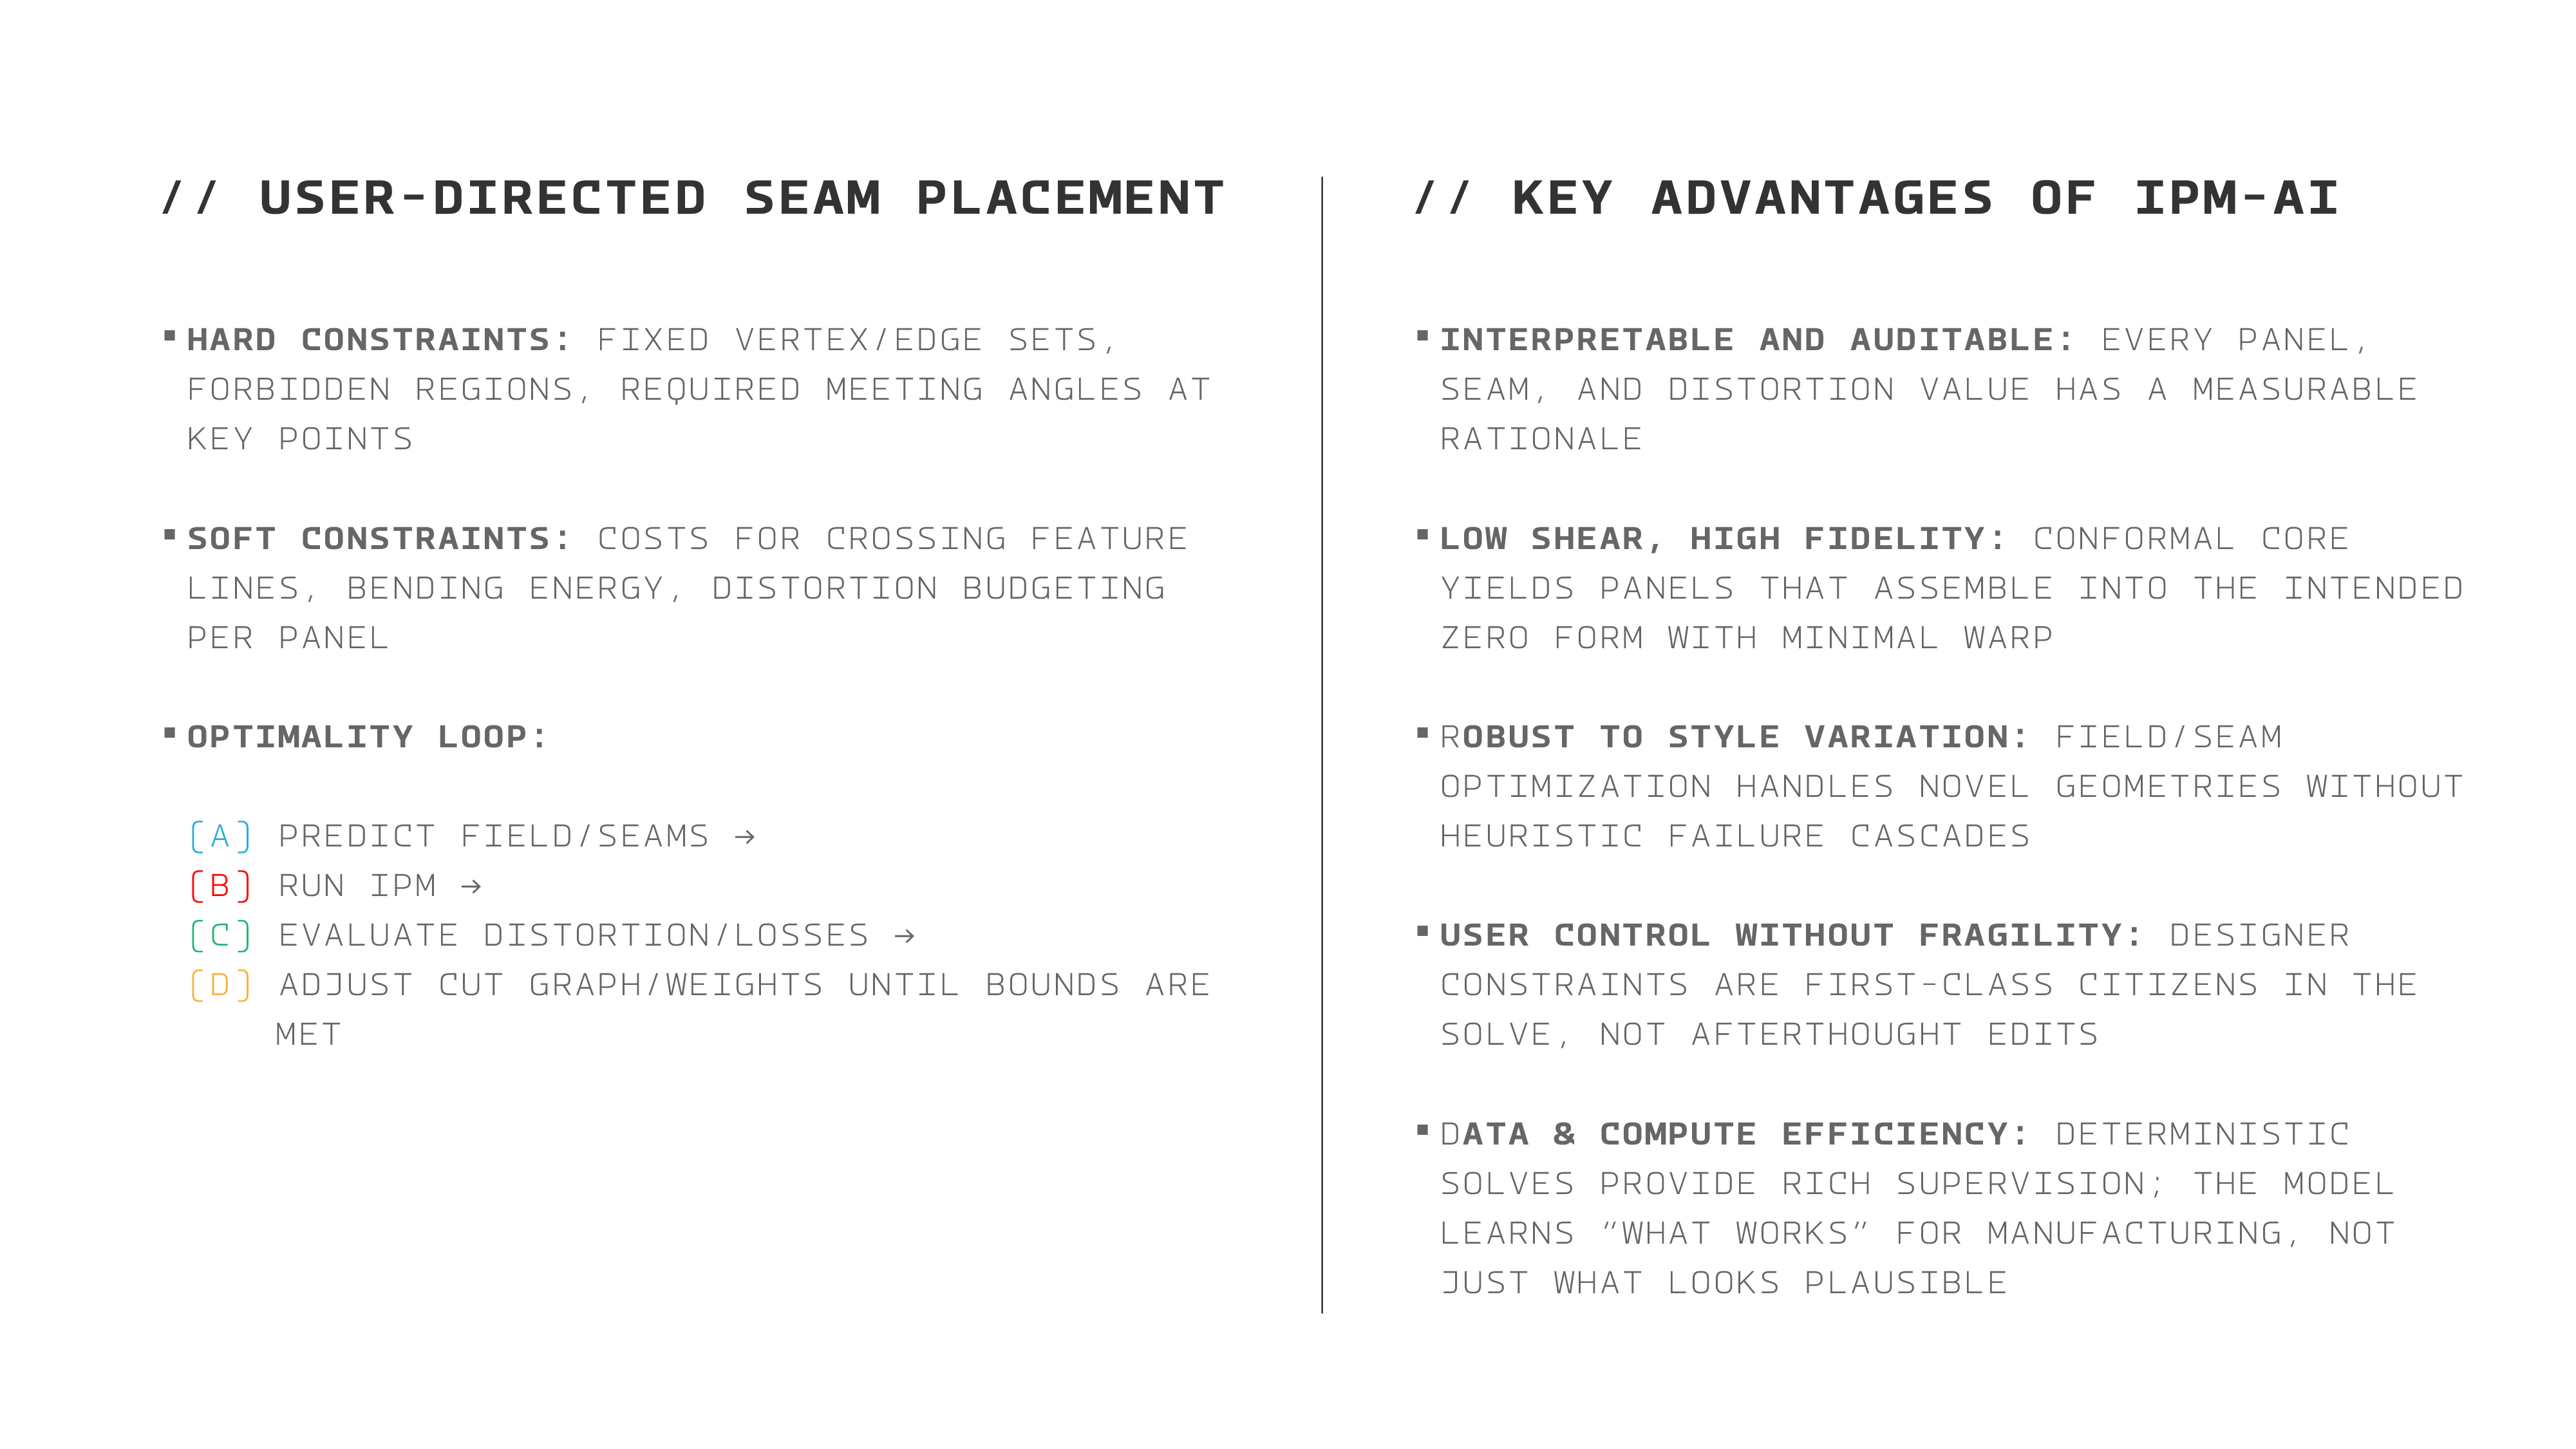 // USER-DIRECTED SEAM PLACEMENT
▪ HARD CONSTRAINTS: FIXED VERTEX/EDGE SETS,
FORBIDDEN REGIONS, REQUIRED MEETING ANGLES AT
KEY POINTS
▪ SOFT CONSTRAINTS: COSTS FOR CROSSING FEATURE
LINES, BENDING ENERGY, DISTORTION BUDGETING
PER PANEL
▪ OPTIMALITY LOOP:
(A) PREDICT FIELD/SEAMS →
(B) RUN IPM →
(C) EVALUATE DISTORTION/LOSSES →
(D) ADJUST CUT GRAPH/WEIGHTS UNTIL BOUNDS ARE
MET
// KEY ADVANTAGES OF IPM-AI
▪ INTERPRETABLE AND AUDITABLE: EVERY PANEL,
SEAM, AND DISTORTION VALUE HAS A MEASURABLE
RATIONALE
▪ LOW SHEAR, HIGH FIDELITY: CONFORMAL CORE
YIELDS PANELS THAT ASSEMBLE INTO THE INTENDED
ZERO FORM WITH MINIMAL WARP
▪ ROBUST TO STYLE VARIATION: FIELD/SEAM
OPTIMIZATION HANDLES NOVEL GEOMETRIES WITHOUT
HEURISTIC FAILURE CASCADES
▪ USER CONTROL WITHOUT FRAGILITY: DESIGNER
CONSTRAINTS ARE FIRST-CLASS CITIZENS IN THE
SOLVE, NOT AFTERTHOUGHT EDITS
▪ DATA & COMPUTE EFFICIENCY: DETERMINISTIC
SOLVES PROVIDE RICH SUPERVISION; THE MODEL
LEARNS “WHAT WORKS” FOR MANUFACTURING, NOT
JUST WHAT LOOKS PLAUSIBLE